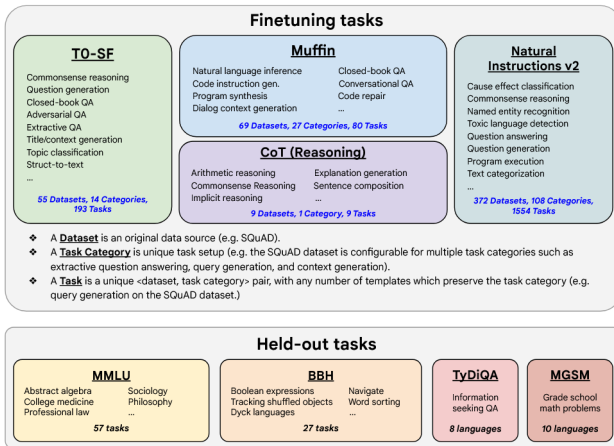 Finetuning tasks
T0-SF
Commonsense reasoning
Question generation
Closed-book QA
Adversarial QA
Extractive QA
Title/context generation
Topic classification
Struct-to-text
...
55 Datasets, 14 Categories,
193 Tasks
Muffin
Natural language inference
Code instruction gen.
Program synthesis
Dialog context generation
Closed-book QA
Conversational QA
Code repair
...
69 Datasets, 27 Categories, 80 Tasks
CoT (Reasoning)
Arithmetic reasoning
Commonsense Reasoning
Implicit reasoning
Explanation generation
Sentence composition
...
9 Datasets, 1 Category, 9 Tasks
Natural
Instructions v2
Cause effect classification
Commonsense reasoning
Named entity recognition
Toxic language detection
Question answering
Question generation
Program execution
Text categorization
...
372 Datasets, 108 Categories,
1554 Tasks
❖ A Dataset is an original data source (e.g. SQuAD).
❖ A Task Category is unique task setup (e.g. the SQuAD dataset is configurable for multiple task categories such as
extractive question answering, query generation, and context generation).
❖ A Task is a unique <dataset, task category> pair, with any number of templates which preserve the task category (e.g.
query generation on the SQuAD dataset.)
Held-out tasks
MMLU
Abstract algebra
College medicine
Professional law
Sociology
Philosophy
...
57 tasks
BBH
Boolean expressions
Tracking shuffled objects
Dyck languages
Navigate
Word sorting
...
27 tasks
TyDiQA
Information
seeking QA
8 languages
MGSM
Grade school
math problems
10 languages